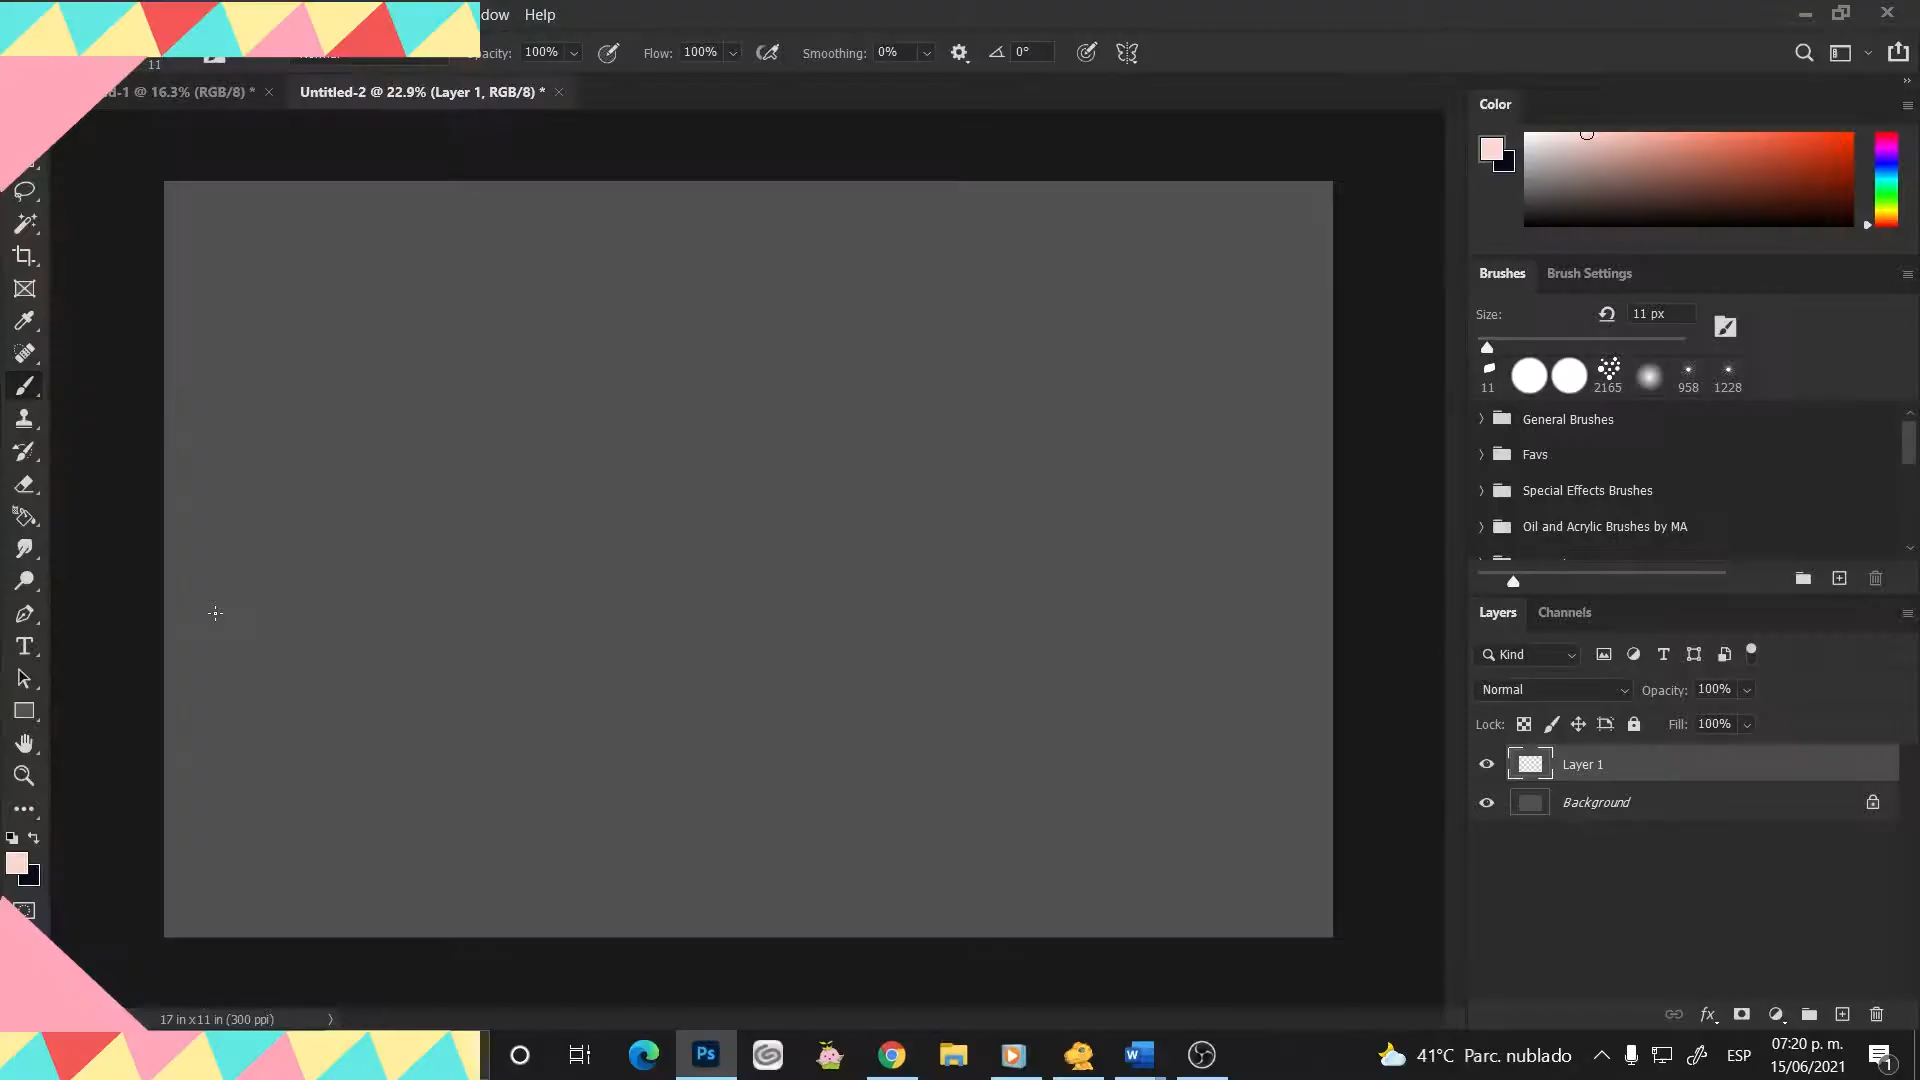 dow Help
pacity: 100% Flow: 100% Smoothing: 0% 0°
11
d-1 @ 16.3% (RGB/8) * × Untitled-2 @ 22.9% (Layer 1, RGB/8) * ×
Color
Brushes Brush Settings
Size: 11 px
11 2165 958 1228
General Brushes
Favs
Special Effects Brushes
Oil and Acrylic Brushes by MA
Layers Channels
Kind
Normal Opacity: 100%
Lock: Fill: 100%
Layer 1
Background
fx
17 in x 11 in (300 ppi)
Ps W 41°C Parc. nublado ESP 07:20 p. m.
15/06/2021 1